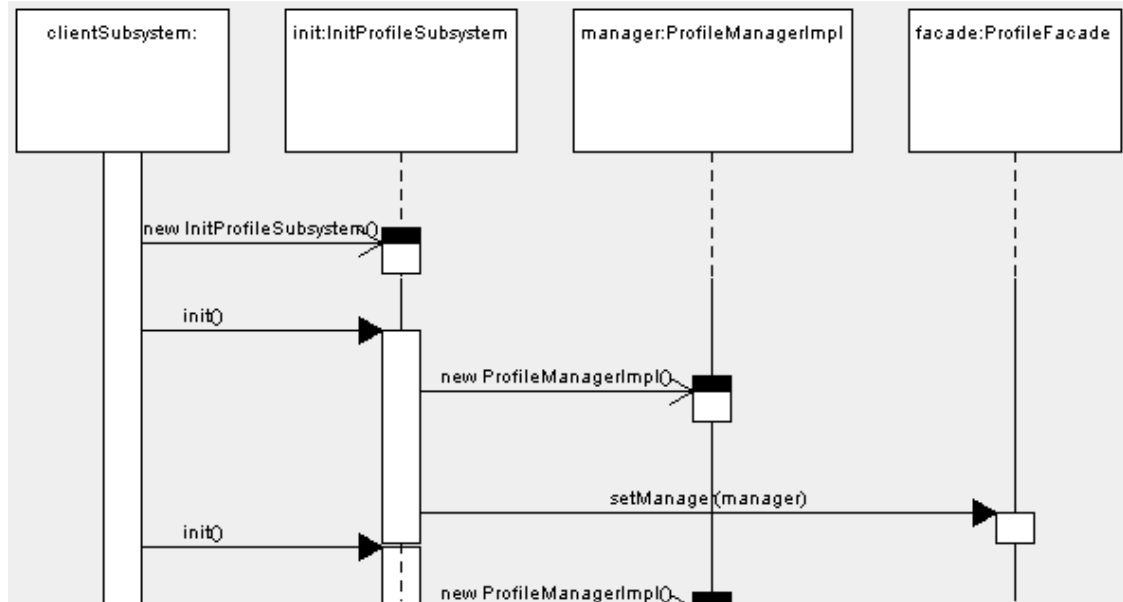 clientSubsystem:
init:InitProfileSubsystem
manager:ProfileManagerImpl
facade:ProfileFacade
new InitProfileSubsystem()
init()
new ProfileManagerImpl()
setManager(manager)
init()
new ProfileManagerImpl()